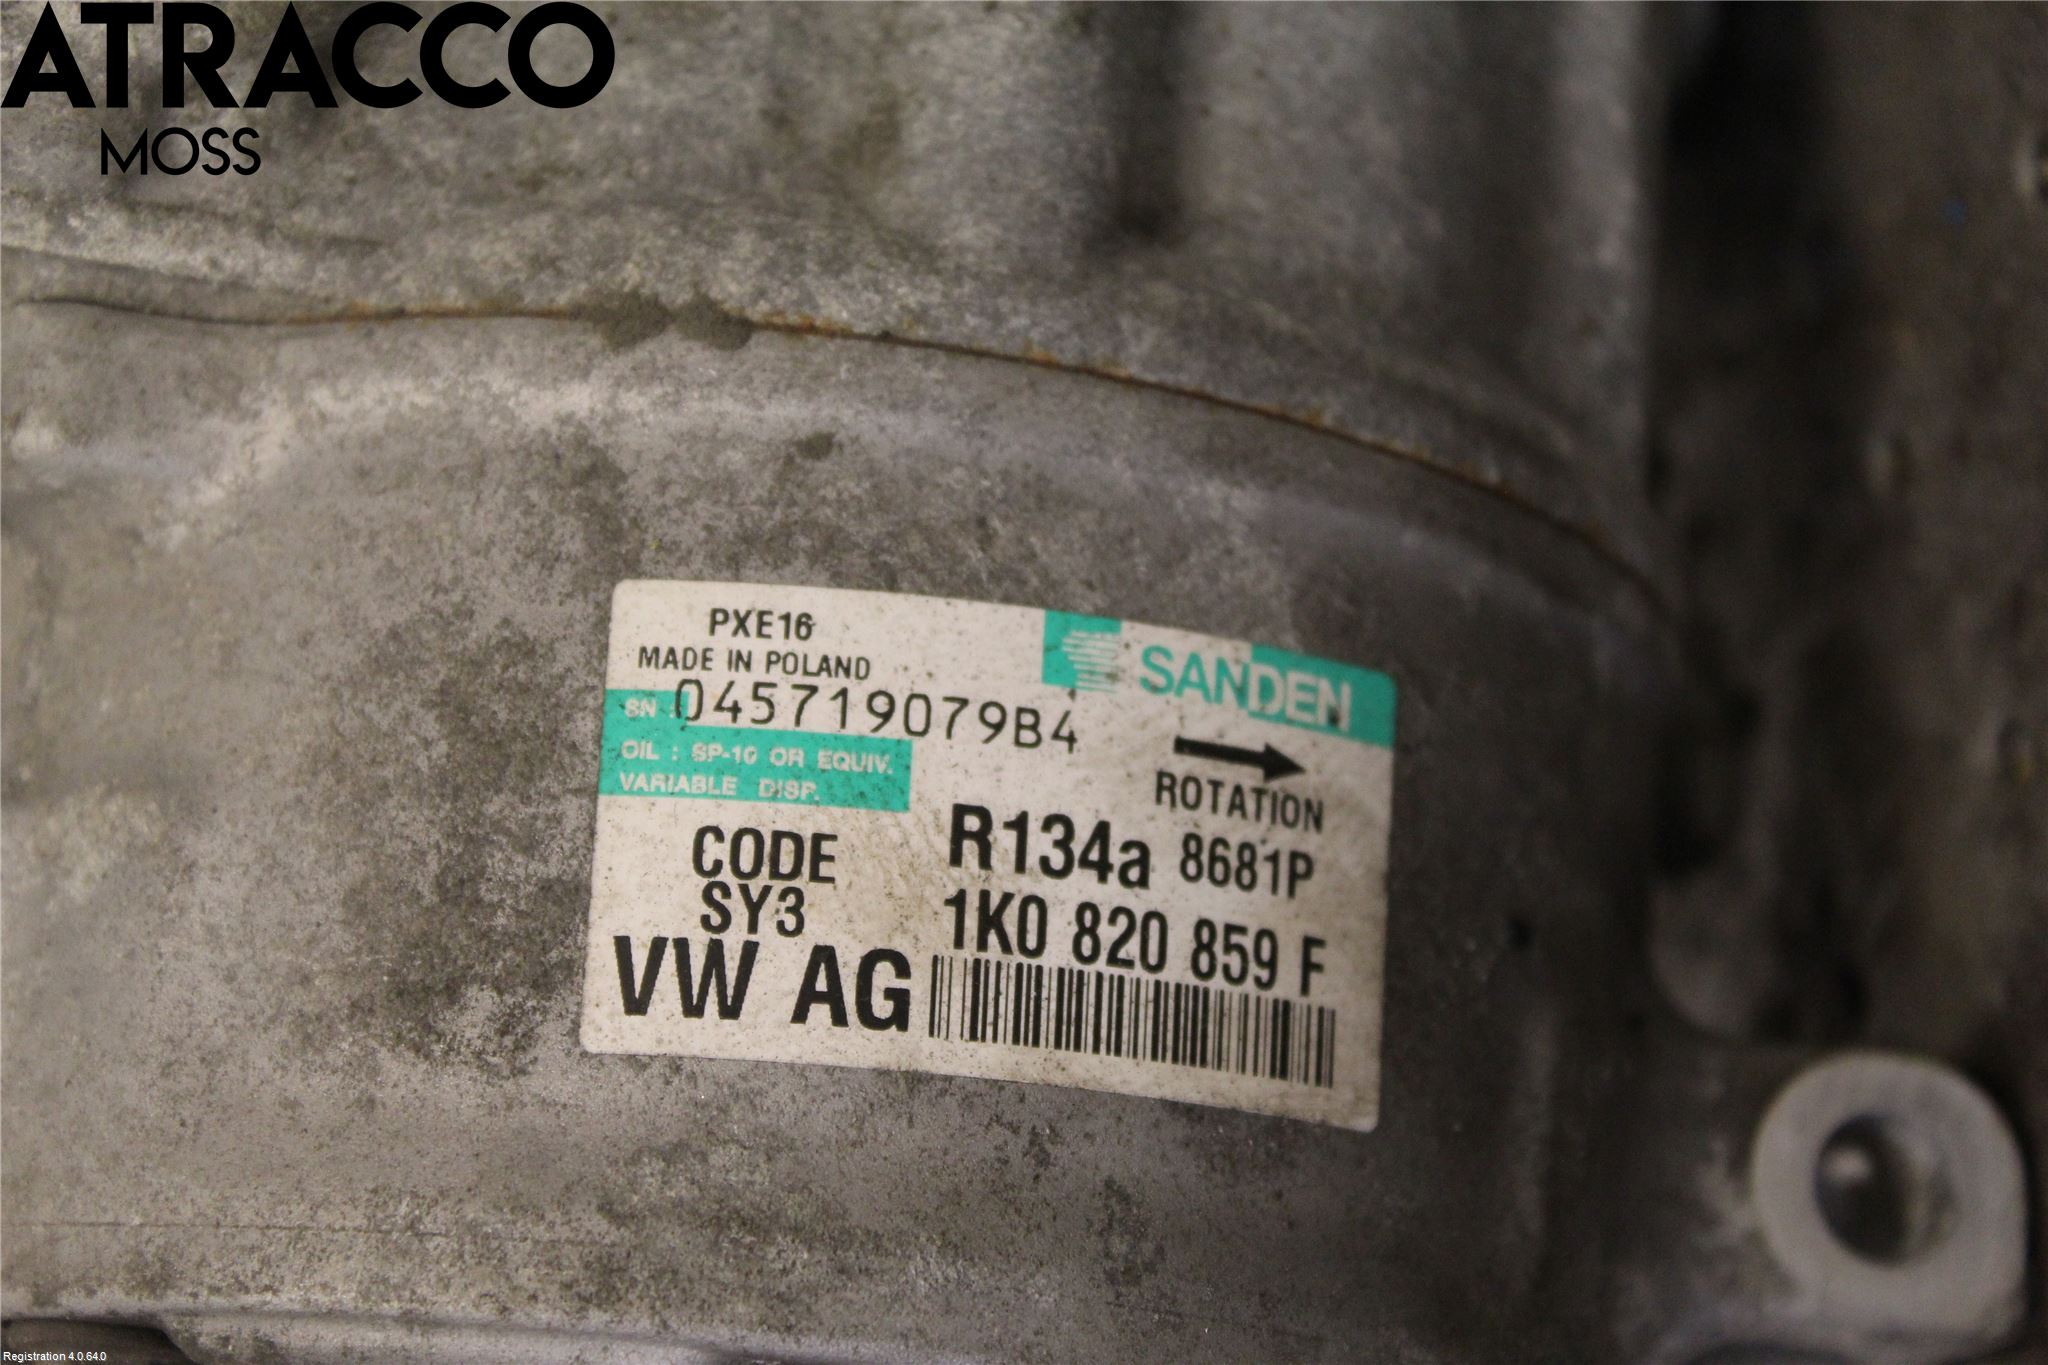 ATRACCO
MOSS
PXE16
MADE IN POLAND
SANDEN
SN : 045719079B4
OIL : SP-10 OR EQUIV.
VARIABLE DISP.
ROTATION
CODE
SY3
R134a 8681P
1K0 820 859 F
VW AG
Registration 4.0.64.0